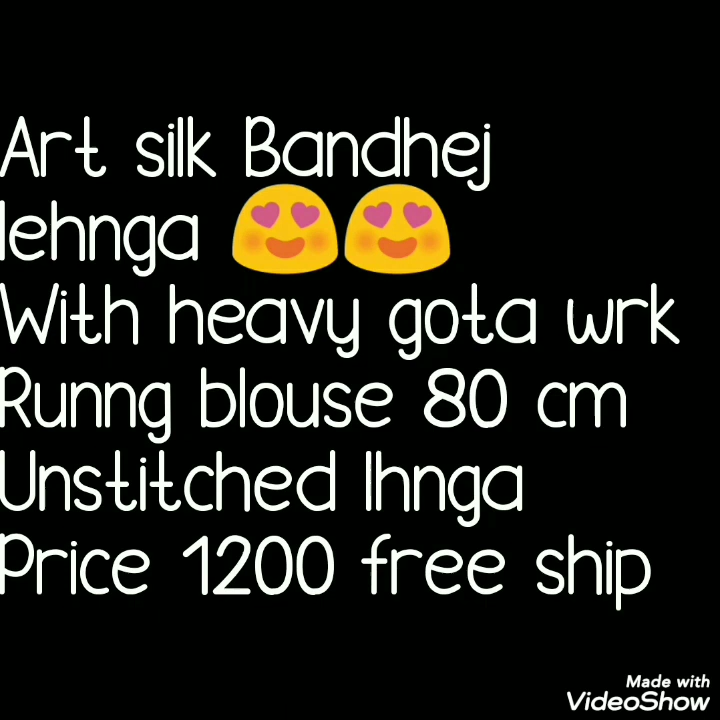 Art silk Bandhej
lehnga 😍😍
With heavy gota wrk
Runng blouse 80 cm
Unstitched lhnga
Price 1200 free ship
Made with
VideoShow